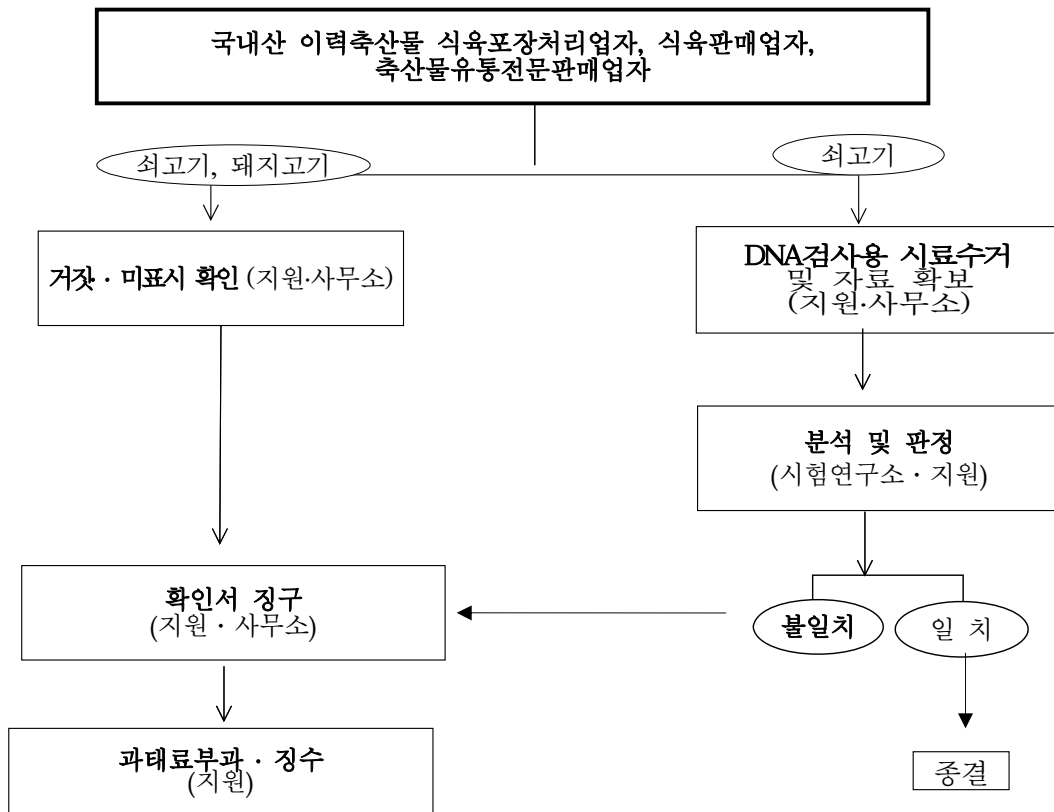 국내산 이력축산물 식육포장처리업자, 식육판매업자,
축산물유통전문판매업자
쇠고기, 돼지고기
쇠고기
거짓 · 미표시 확인 (지원·사무소)
DNA검사용 시료수거
및 자료 확보
(지원·사무소)
분석 및 판정
(시험연구소 · 지원)
확인서 징구
(지원 · 사무소)
불일치
일 치
과태료부과 · 징수
(지원)
종결